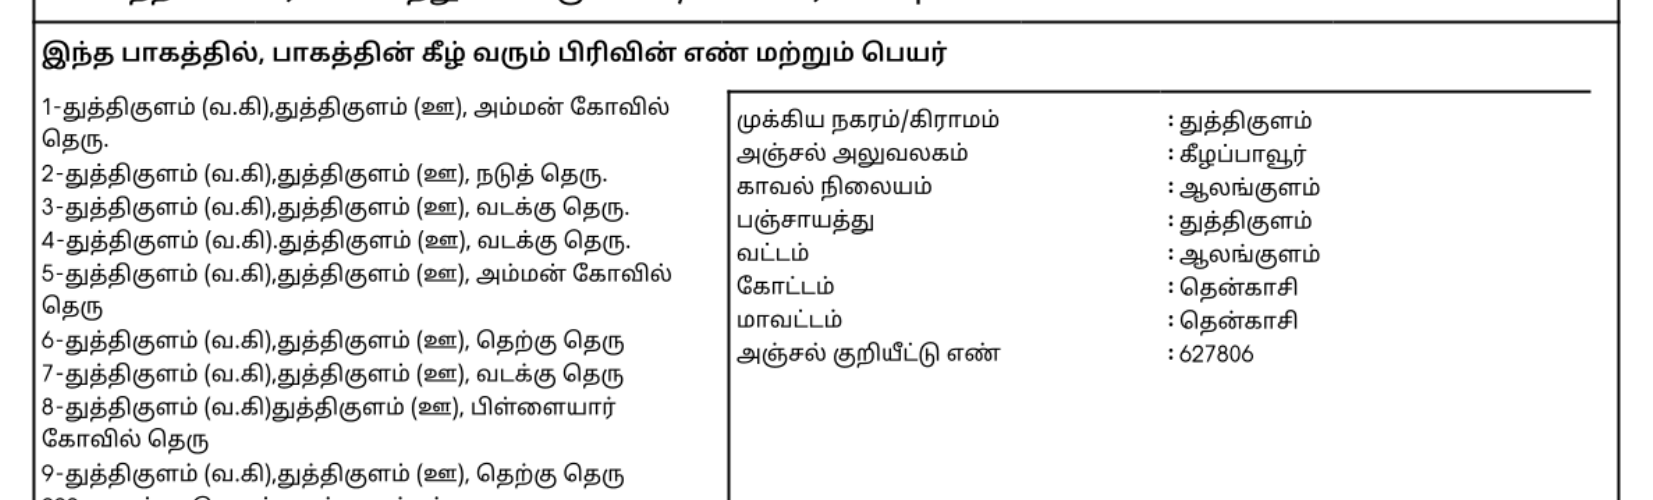 இந்த பாகத்தில், பாகத்தின் கீழ் வரும் பிரிவின் எண் மற்றும் பெயர்
1-துத்திகுளம் (வ.கி),துத்திகுளம் (ஊ), அம்மன் கோவில்
தெரு.
2-துத்திகுளம் (வ.கி),துத்திகுளம் (ஊ), நடுத் தெரு.
3-துத்திகுளம் (வ.கி),துத்திகுளம் (ஊ), வடக்கு தெரு.
4-துத்திகுளம் (வ.கி).துத்திகுளம் (ஊ), வடக்கு தெரு.
5-துத்திகுளம் (வ.கி),துத்திகுளம் (ஊ), அம்மன் கோவில்
தெரு
6-துத்திகுளம் (வ.கி),துத்திகுளம் (ஊ), தெற்கு தெரு
7-துத்திகுளம் (வ.கி),துத்திகுளம் (ஊ), வடக்கு தெரு
8-துத்திகுளம் (வ.கி)துத்திகுளம் (ஊ), பிள்ளையார்
கோவில் தெரு
9-துத்திகுளம் (வ.கி),துத்திகுளம் (ஊ), தெற்கு தெரு
முக்கிய நகரம்/கிராமம் : துத்திகுளம்
அஞ்சல் அலுவலகம் : கீழப்பாவூர்
காவல் நிலையம் : ஆலங்குளம்
பஞ்சாயத்து : துத்திகுளம்
வட்டம் : ஆலங்குளம்
கோட்டம் : தென்காசி
மாவட்டம் : தென்காசி
அஞ்சல் குறியீட்டு எண் : 627806